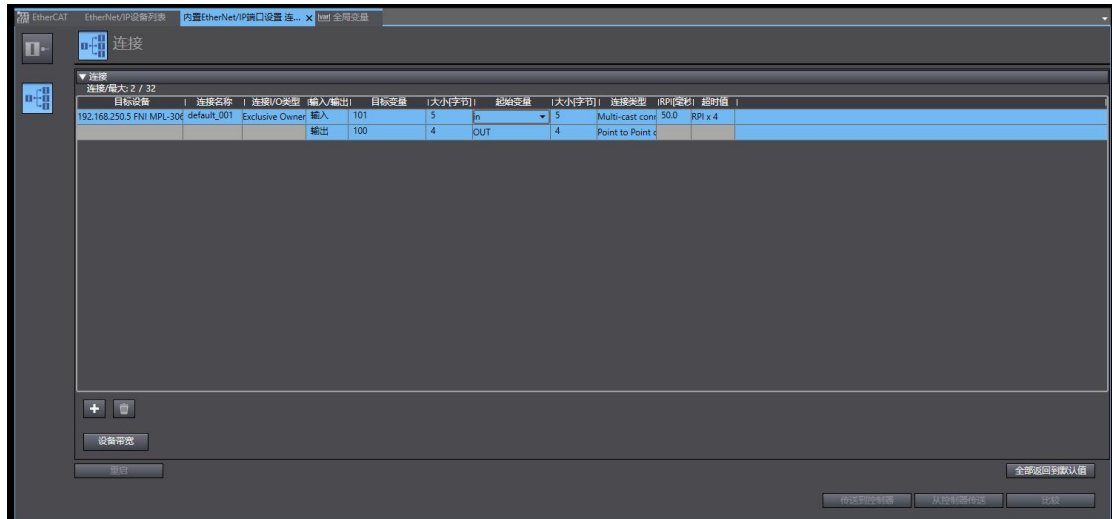 EtherCAT EtherNet/IP设备列表 内置EtherNet/IP端口设置 连... x 全局变量
连接
▼连接
连接/最大: 2 / 32
目标设备 连接名称 连接I/O类型 输入/输出 目标变量 大小[字节] 起始变量 大小[字节] 连接类型 RPI[毫秒] 超时值
192.168.250.5 FNI MPL-306 default_001 Exclusive Owner 输入 101 5 in 5 Multi-cast conn 50.0 RPI x 4
输出 100 4 OUT 4 Point to Point c
+
设备带宽
重启 全部返回到默认值
传送到控制器 从控制器传送 比较